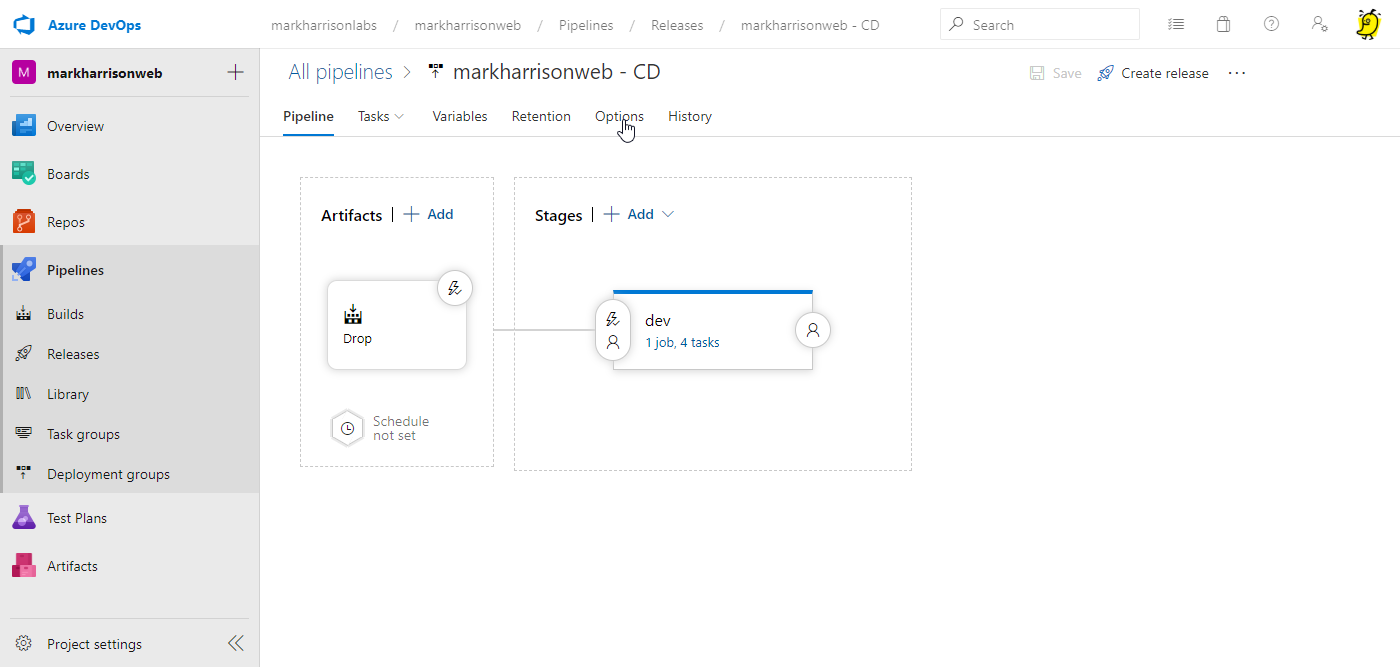 Azure DevOps
markharrisonlabs / markharrisonweb / Pipelines / Releases / markharrisonweb - CD
Search
M markharrisonweb
Overview
Boards
Repos
Pipelines
Builds
Releases
Library
Task groups
Deployment groups
Test Plans
Artifacts
Project settings
All pipelines > markharrisonweb - CD
Save
Create release
...
Pipeline Tasks Variables Retention Options History
Artifacts | + Add
Drop
Schedule
not set
Stages | + Add
dev
1 job, 4 tasks